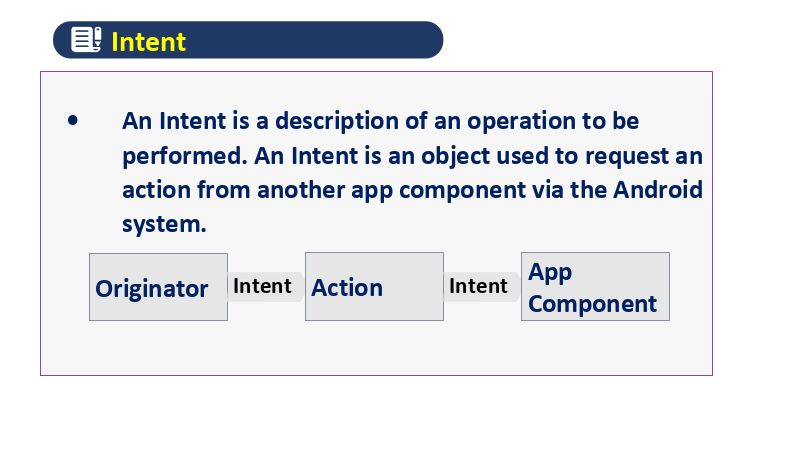 Intent
• An Intent is a description of an operation to be
performed. An Intent is an object used to request an
action from another app component via the Android
system.
Originator Intent Action Intent App
Component